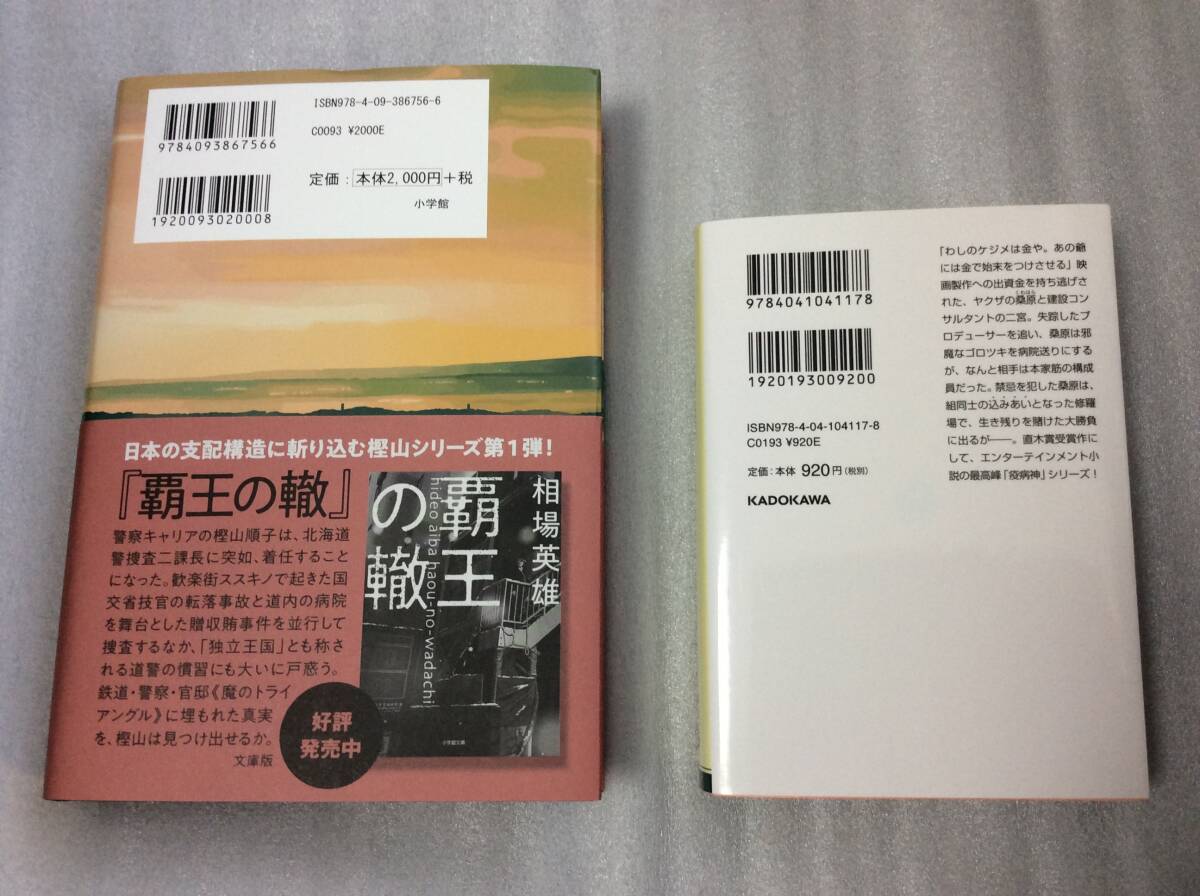 ISBN978-4-09-386756-6
C0093 ¥2000E
9784093867566
定価：本体2,000円＋税
1920093020008
小学館
日本の支配構造に斬り込む樫山シリーズ第1弾！
『覇王の轍』
警察キャリアの樫山順子は、北海道
警捜査二課長に突如、着任すること
になった。歓楽街ススキノで起きた国
交省技官の転落事故と道内の病院
を舞台とした贈収賄事件を並行して
捜査するなか、「独立王国」とも称さ
れる道警の慣習にも大いに戸惑う。
鉄道・警察・官邸《魔のトライ
アングル》に埋もれた真実
を、樫山は見つけ出せるか。
文庫版
好評
発売中
相場英雄
覇王
の轍
hideo aiba haou-no-wadachi
小学館文庫
9784041041178
1920193009200
ISBN978-4-04-104117-8
C0193 ¥920E
定価：本体 920円（税別）
KADOKAWA
「わしのケジメは金や。あの爺
には金で始末をつけさせる」映
画製作への出資金を持ち逃げさ
れた、ヤクザの桑原と建設コン
くわはら
サルタントの二宮。失踪したプ
ロデューサーを追い、桑原は邪
魔なゴロツキを病院送りにする
が、なんと相手は本家筋の構成
員だった。禁忌を犯した桑原は、
組同士の込みあいとなった修羅
場で、生き残りを賭けた大勝負
に出るが――。直木賞受賞作に
して、エンターテインメント小
説の最高峰「疫病神」シリーズ！